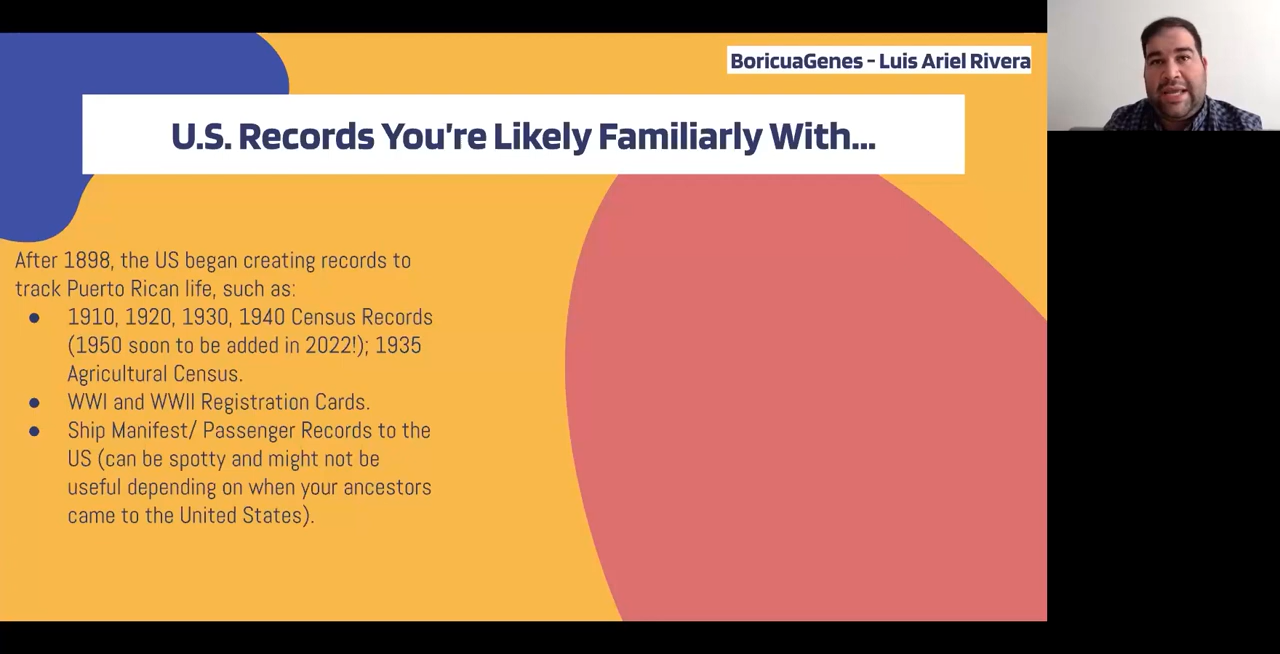 BoricuaGenes - Luis Ariel Rivera
U.S. Records You're Likely Familiarly With...
After 1898, the US began creating records to
track Puerto Rican life, such as:
● 1910, 1920, 1930, 1940 Census Records
(1950 soon to be added in 2022!); 1935
Agricultural Census.
● WWI and WWII Registration Cards.
● Ship Manifest/ Passenger Records to the
US (can be spotty and might not be
useful depending on when your ancestors
came to the United States).